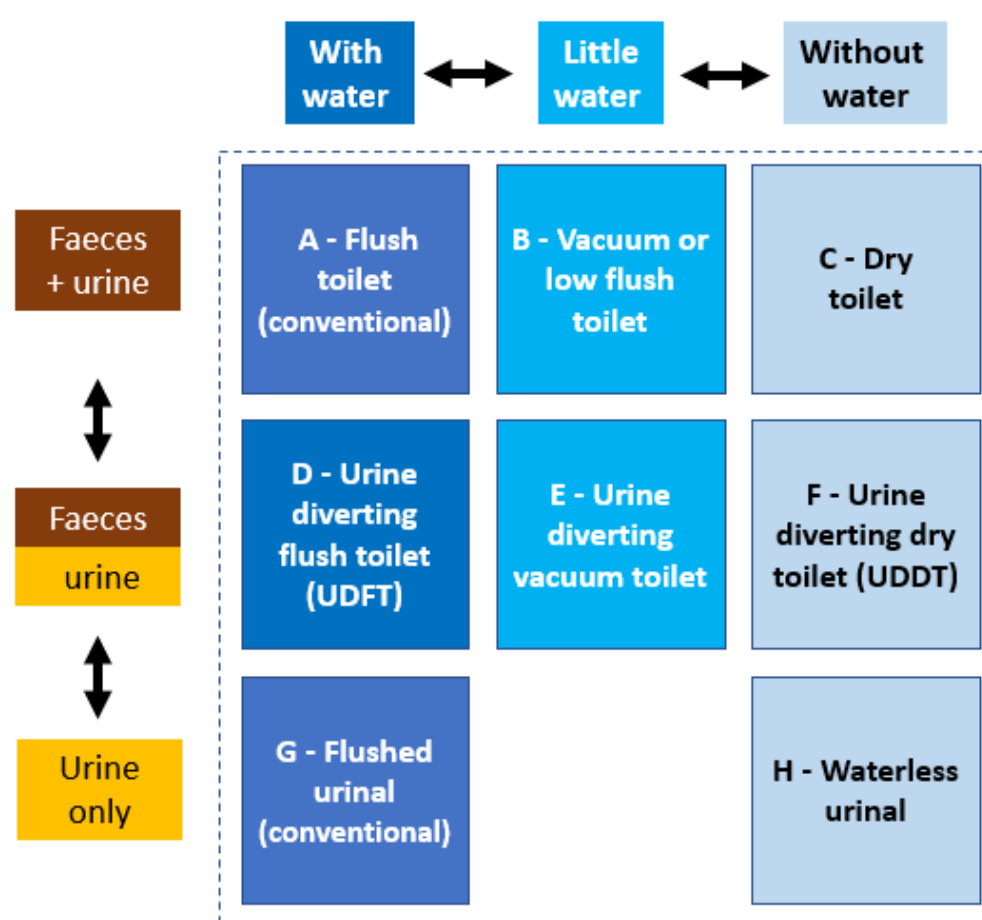 With
water
Little
water
Without
water
Faeces
+ urine
A - Flush
toilet
(conventional)
B - Vacuum or
low flush
toilet
C - Dry
toilet
Faeces
urine
D - Urine
diverting
flush toilet
(UDFT)
E - Urine
diverting
vacuum toilet
F - Urine
diverting dry
toilet (UDDT)
Urine
only
G - Flushed
urinal
(conventional)
H - Waterless
urinal